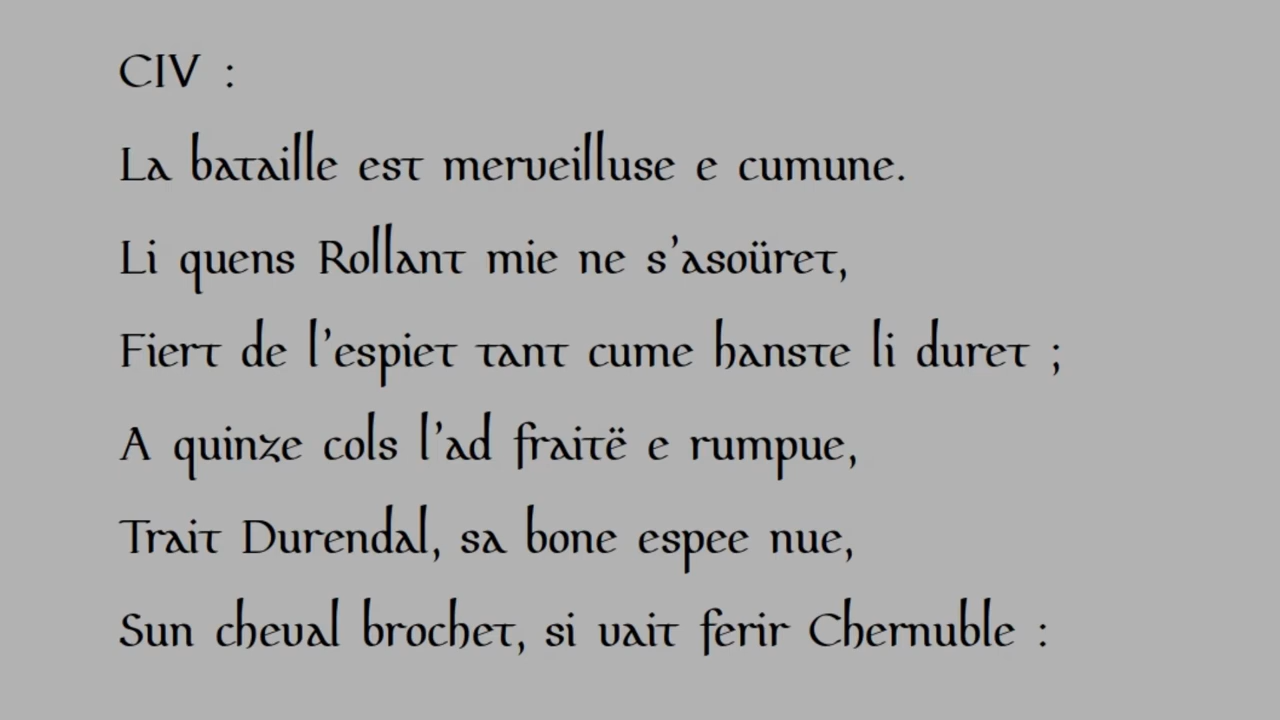 CIV :
La bataille est merveilluse e cumune.
Li quens Rollant mie ne s’asoüret,
Fiert de l’espiet tant cume hanste li duret ;
A quinze cols l’ad fraitë e rumpue,
Trait Durendal, sa bone espee nue,
Sun cheval brochet, si vait ferir Chernuble :